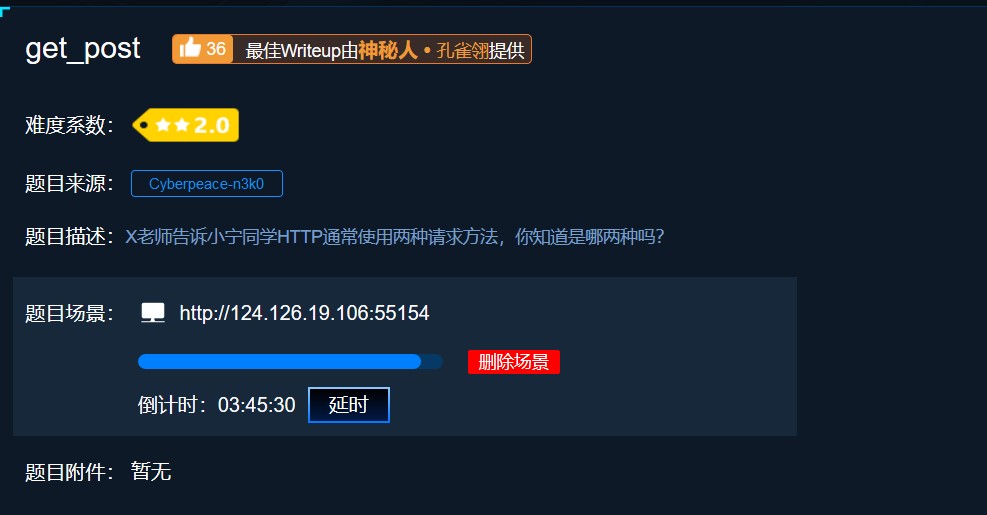 get_post 36 最佳Writeup由神秘人•孔雀翎提供
难度系数： 2.0
题目来源： Cyberpeace-n3k0
题目描述：X老师告诉小宁同学HTTP通常使用两种请求方法，你知道是哪两种吗？
题目场景： http://124.126.19.106:55154
删除场景
倒计时：03:45:30 延时
题目附件： 暂无